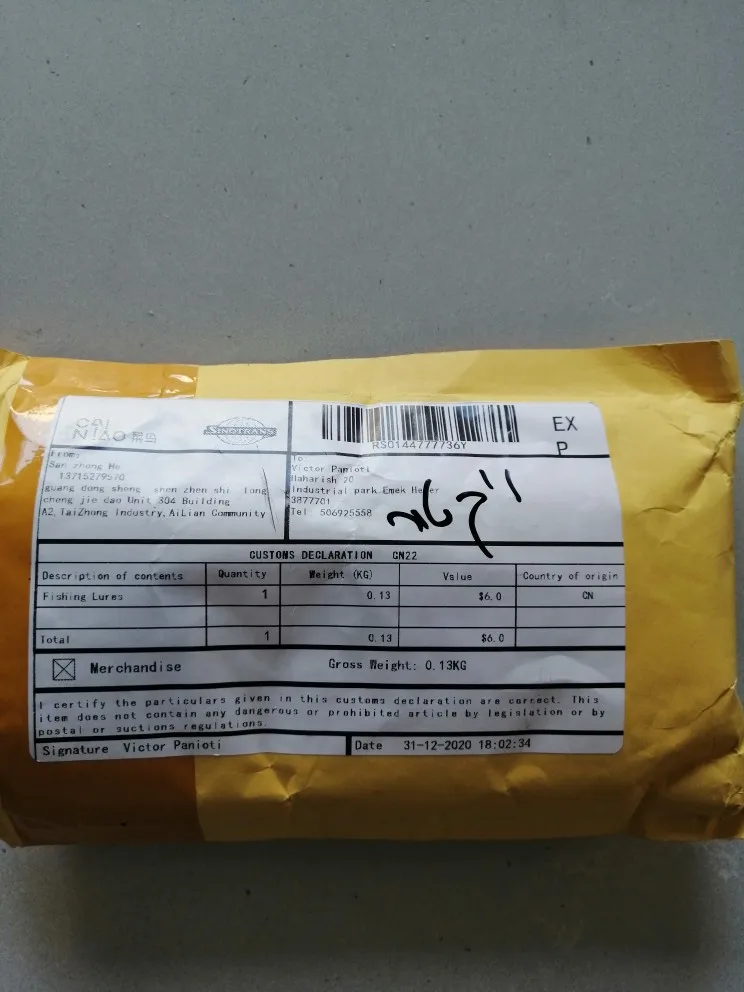 CAI
NIAO 菜鸟
SINOTRANS
RS0144777736Y
EX
P
From:
San zhong He
13715279570
guang dong sheng shen zhen shi long
cheng jie dao Unit 304 Building
A2, TaiZhong Industry, AiLian Community
To:
Victor Panioti
Haharish 20
Industrial park Emek Hefer
3877701
Tel 506925558
CUSTOMS DECLARATION CN22
Description of contents Quantity Weight (KG) Value Country of origin
Fishing Lures 1 0.13 $6.0 CN
Total 1 0.13 $6.0
Merchandise Gross Weight: 0.13KG
I certify the particulars given in this customs declaration are correct. This
item does not contain any dangerous or prohibited article by legislation or by
postal or suctions regulations.
Signature Victor Panioti Date 31-12-2020 18:02:34